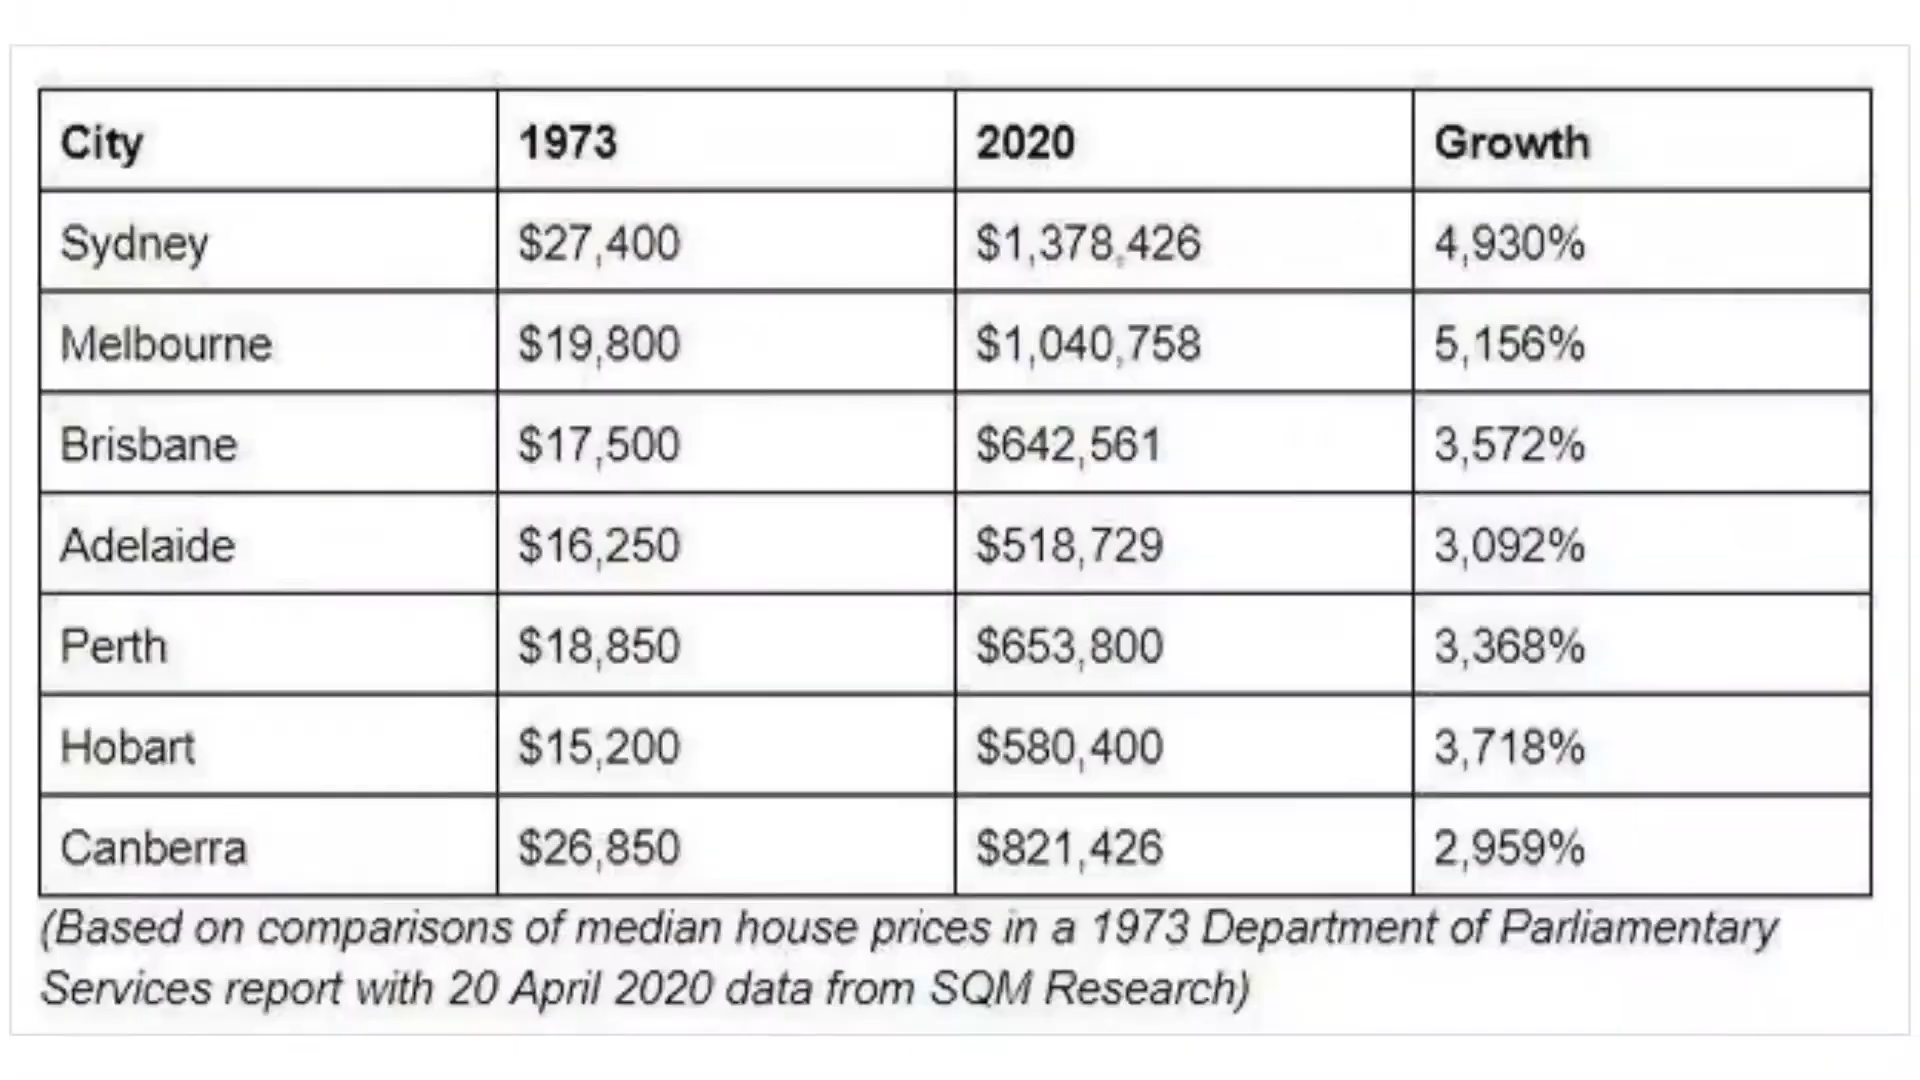 City 1973 2020 Growth
Sydney $27,400 $1,378,426 4,930%
Melbourne $19,800 $1,040,758 5,156%
Brisbane $17,500 $642,561 3,572%
Adelaide $16,250 $518,729 3,092%
Perth $18,850 $653,800 3,368%
Hobart $15,200 $580,400 3,718%
Canberra $26,850 $821,426 2,959%
(Based on comparisons of median house prices in a 1973 Department of Parliamentary
Services report with 20 April 2020 data from SQM Research)